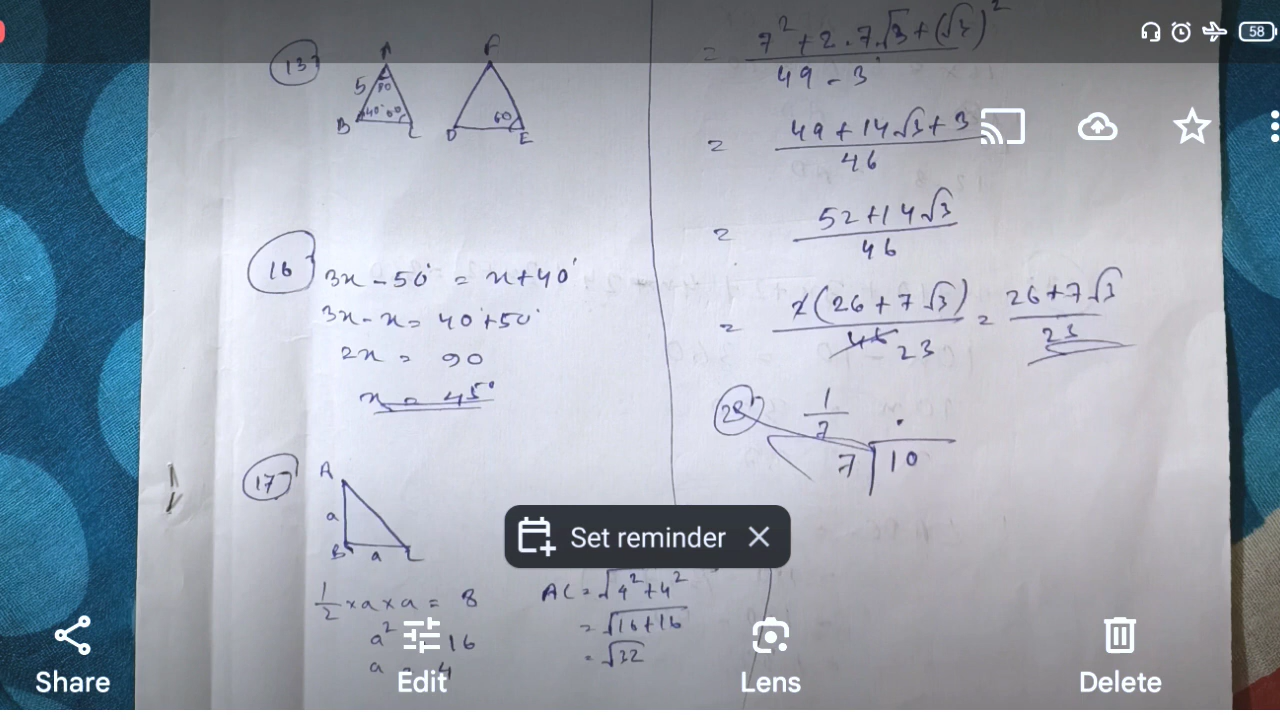 58
13
A
5
80
40° 60°
B
C
F
60
D
E
16
3x - 50° = x + 40°
3x - x = 40° + 50°
2x = 90
x = 45°
17
A
a
B
a
C
1/2 × a × a = 8
a² = 16
a = 4
AC = √4² + 4²
= √16 + 16
= √32
= 7² + 2 . 7√3 + (√3)² / 49 - 3
= 49 + 14√3 + 3 / 46
= 52 + 14√3 / 46
= 2(26 + 7√3) / 46 23 = 26 + 7√3 / 23
28
1/7
7 10
Set reminder
Share
Edit
Lens
Delete